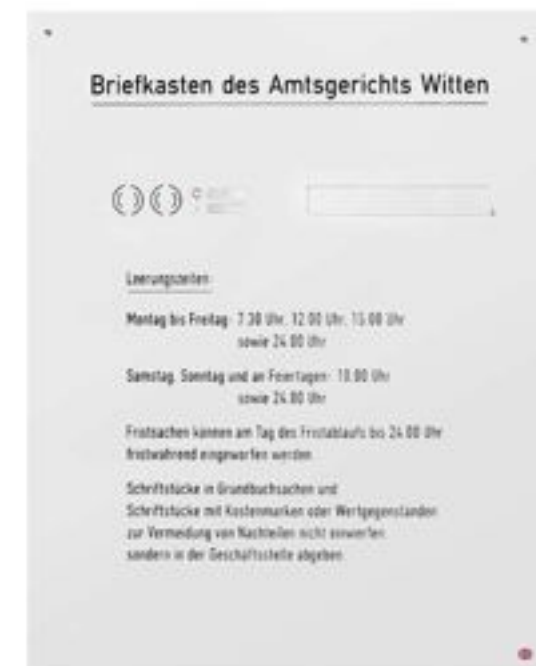 Briefkasten des Amtsgerichts Witten
Leerungszeiten:
Montag bis Freitag: 7.30 Uhr, 12.00 Uhr, 15.00 Uhr
sowie 24.00 Uhr
Samstag, Sonntag und an Feiertagen: 10.00 Uhr
sowie 24.00 Uhr
Fristsachen können am Tag des Fristablaufs bis 24.00 Uhr
fristwahrend eingeworfen werden
Schriftstücke in Grundbuchsachen und
Schriftstücke mit Kostenmarken oder Wertgegenständen
zur Vermeidung von Nachteilen nicht einwerfen
sondern in der Geschäftsstelle abgeben